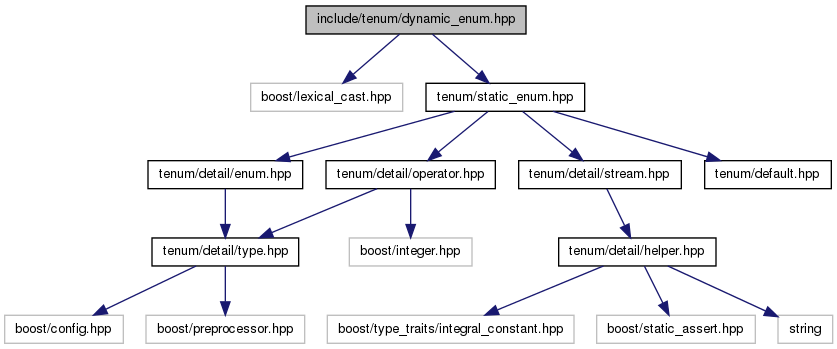 include/tenum/dynamic_enum.hpp
boost/lexical_cast.hpp
tenum/static_enum.hpp
tenum/detail/enum.hpp
tenum/detail/operator.hpp
tenum/detail/stream.hpp
tenum/default.hpp
tenum/detail/type.hpp
boost/integer.hpp
tenum/detail/helper.hpp
boost/config.hpp
boost/preprocessor.hpp
boost/type_traits/integral_constant.hpp
boost/static_assert.hpp
string